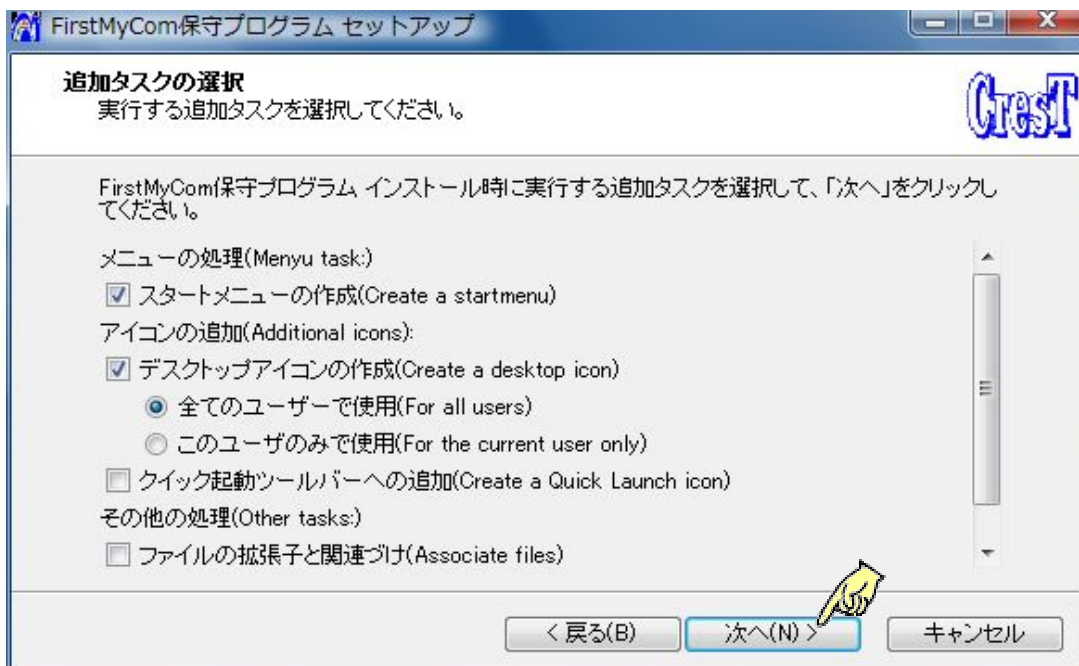 FirstMyCom保守プログラム セットアップ
追加タスクの選択
実行する追加タスクを選択してください。
CresT
FirstMyCom保守プログラム インストール時に実行する追加タスクを選択して、「次へ」をクリックし
てください。
メニューの処理(Menyu task:)
スタートメニューの作成(Create a startmenu)
アイコンの追加(Additional icons):
デスクトップアイコンの作成(Create a desktop icon)
全てのユーザーで使用(For all users)
このユーザのみで使用(For the current user only)
クイック起動ツールバーへの追加(Create a Quick Launch icon)
その他の処理(Other tasks:)
ファイルの拡張子と関連づけ(Associate files)
< 戻る(B)
次へ(N) >
キャンセル